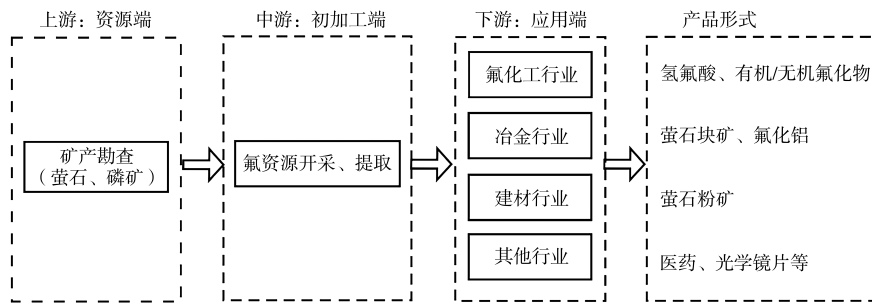 上游：资源端
中游：初加工端
下游：应用端
产品形式
矿产勘查
（萤石、磷矿）
氟资源开采、提取
氟化工行业
冶金行业
建材行业
其他行业
氢氟酸、有机/无机氟化物
萤石块矿、氟化铝
萤石粉矿
医药、光学镜片等